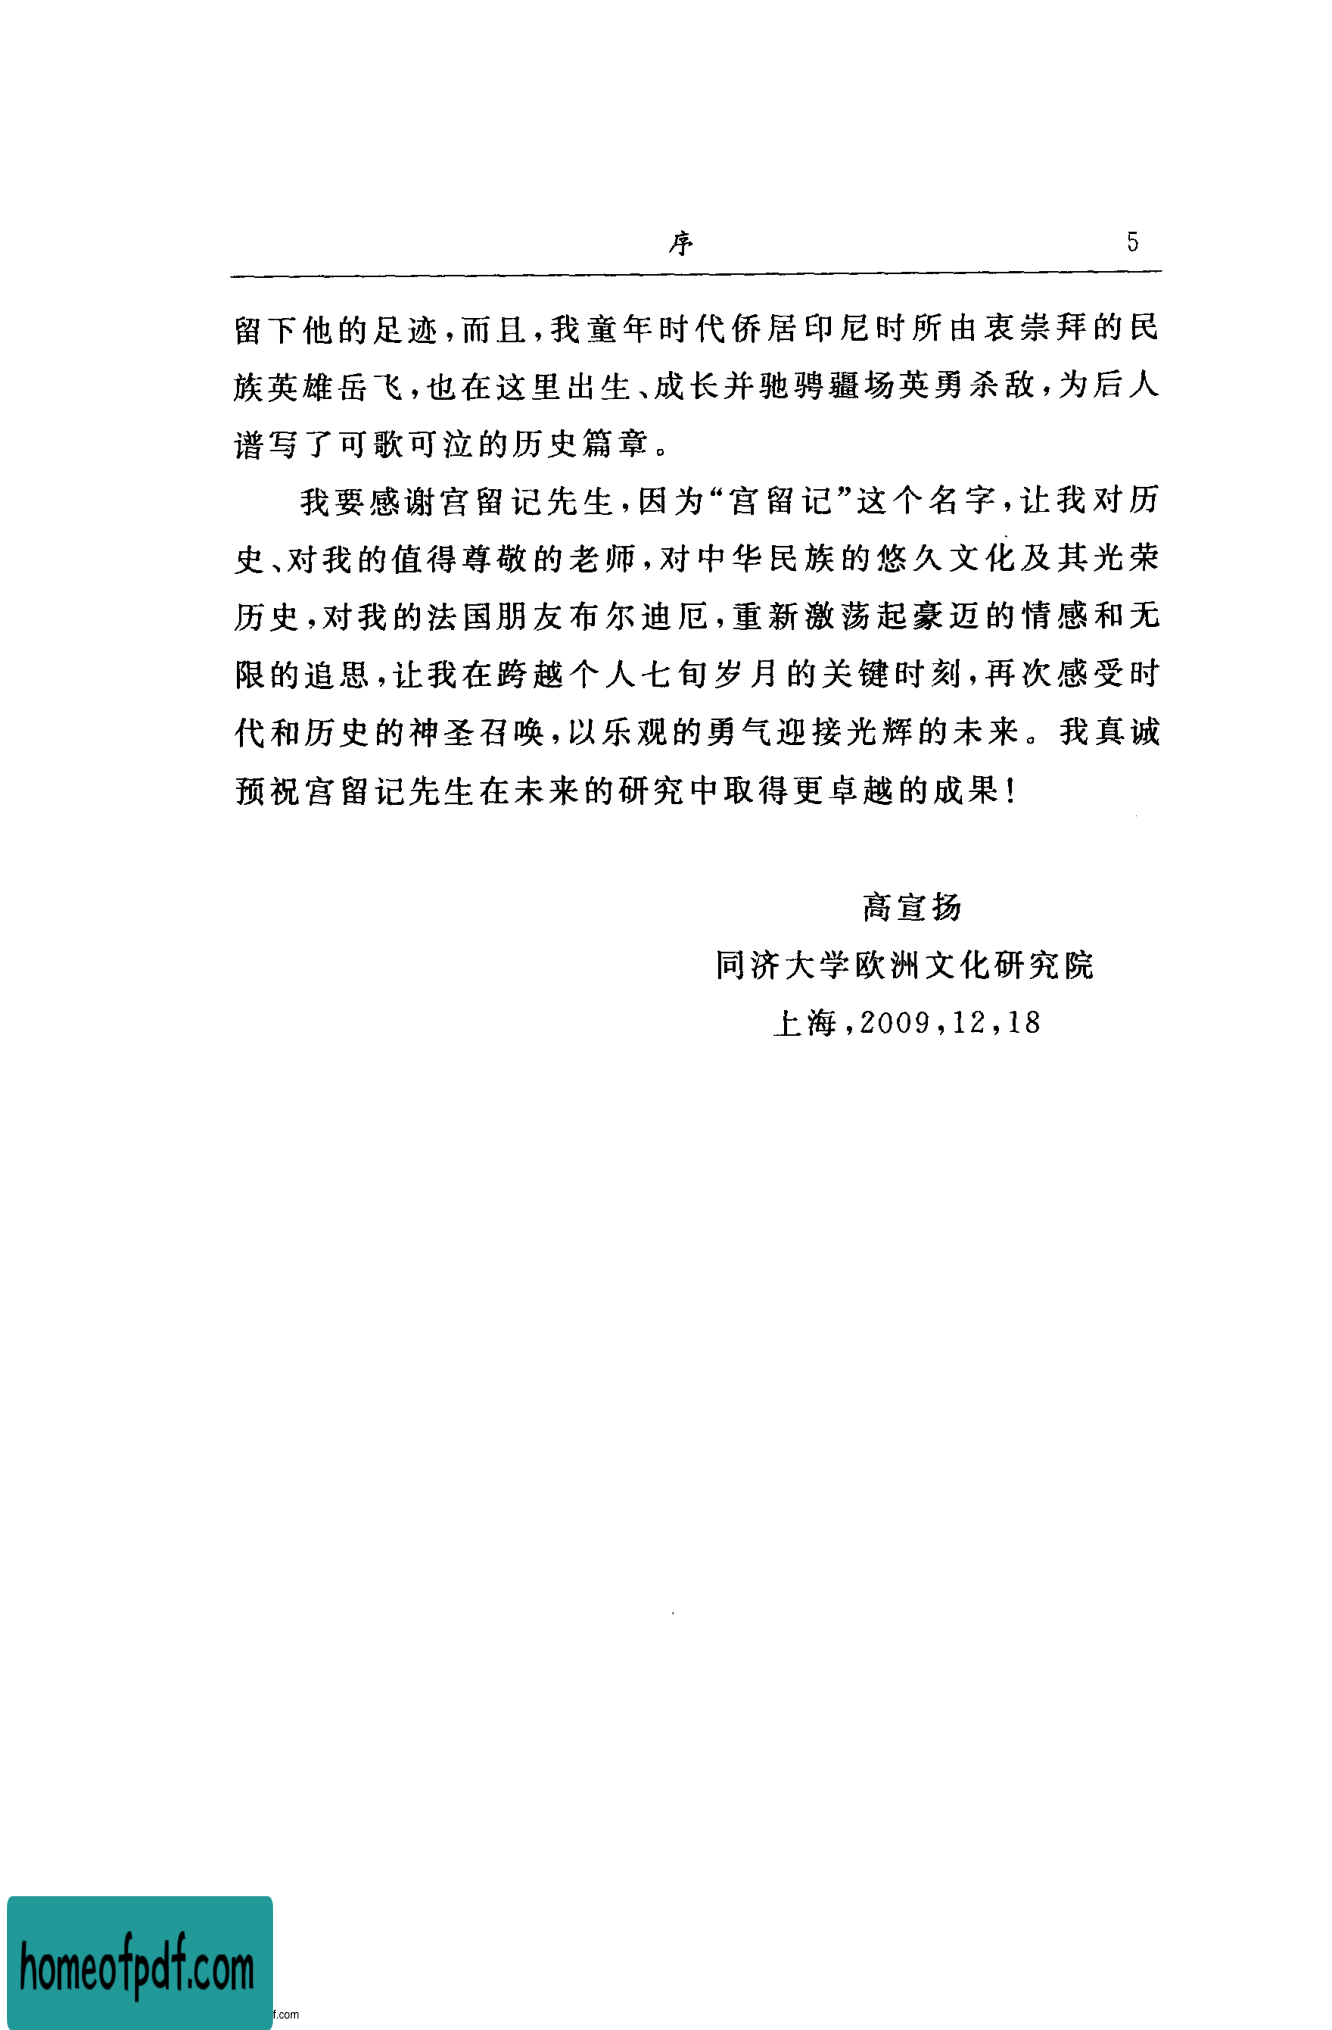 序 5
留下他的足迹,而且,我童年时代侨居印尼时所由衷崇拜的民
族英雄岳飞,也在这里出生、成长并驰骋疆场英勇杀敌,为后人
谱写了可歌可泣的历史篇章。
我要感谢宫留记先生,因为“宫留记”这个名字,让我对历
史、对我的值得尊敬的老师,对中华民族的悠久文化及其光荣
历史,对我的法国朋友布尔迪厄,重新激荡起豪迈的情感和无
限的追思,让我在跨越个人七旬岁月的关键时刻,再次感受时
代和历史的神圣召唤,以乐观的勇气迎接光辉的未来。我真诚
预祝宫留记先生在未来的研究中取得更卓越的成果!
高宣扬
同济大学欧洲文化研究院
上海,2009,12,18
homeofpdf.com
f.com